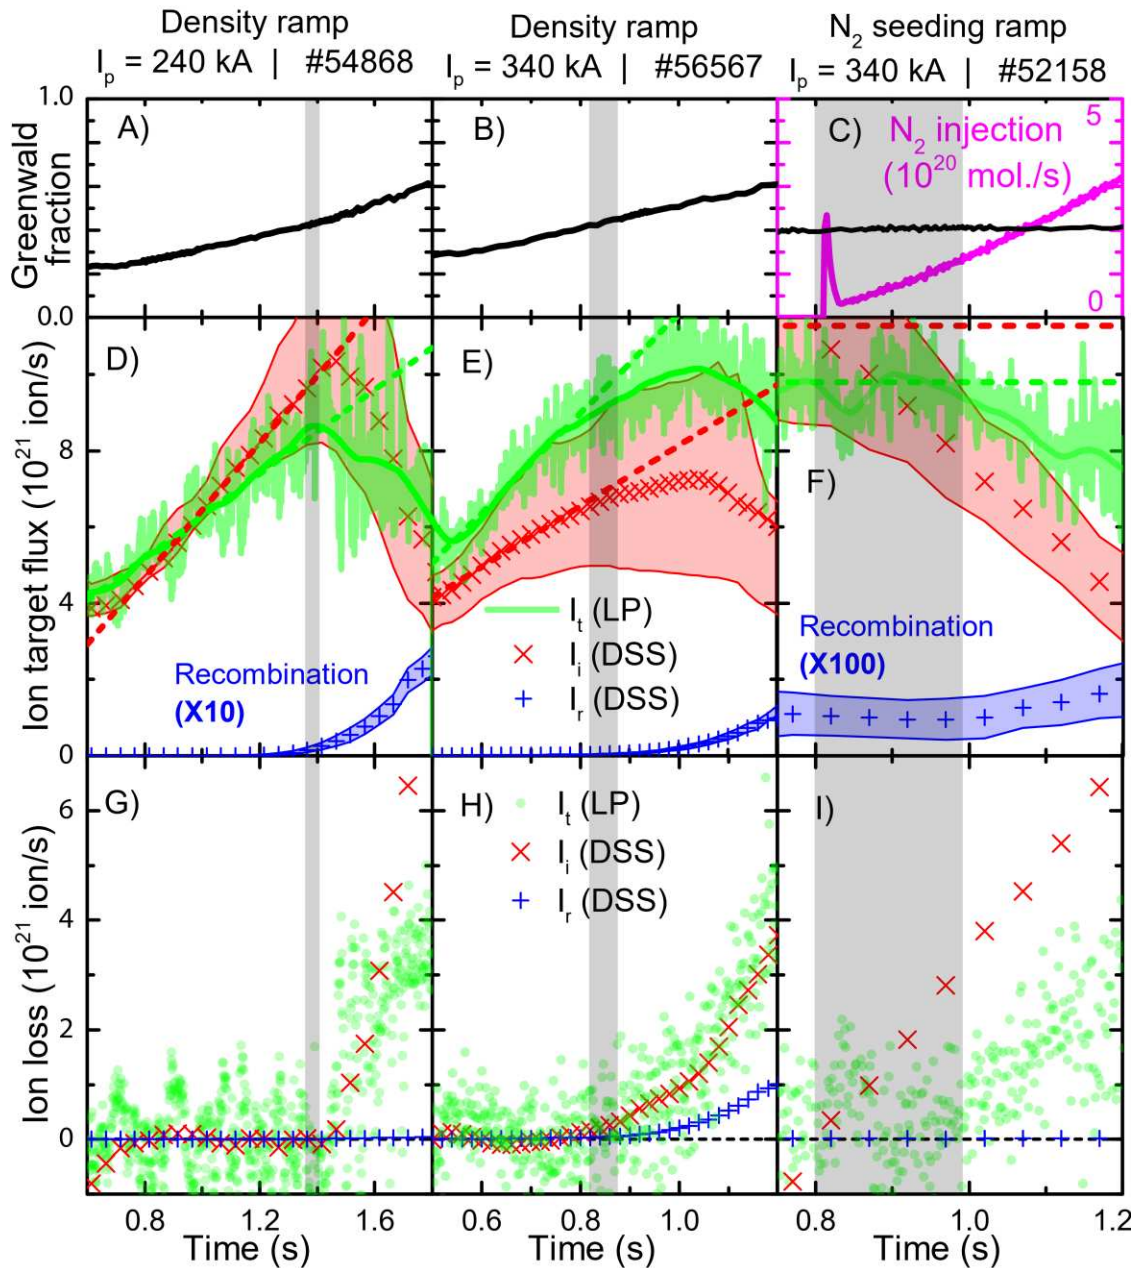 Density ramp
I_p = 240 kA | #54868
Density ramp
I_p = 340 kA | #56567
N_2 seeding ramp
I_p = 340 kA | #52158
Greenwald
fraction
1.0
0.0
A)
B)
C)
N_2 injection
(10^20 mol./s)
5
0
Ion target flux (10^21 ion/s)
8
4
0
D)
Recombination
(X10)
E)
I_t (LP)
I_i (DSS)
I_r (DSS)
F)
Recombination
(X100)
Ion loss (10^21 ion/s)
6
4
2
0
G)
H)
I_t (LP)
I_i (DSS)
I_r (DSS)
I)
0.8 1.2 1.6
0.6 0.8 1.0
0.8 1.0 1.2
Time (s)
Time (s)
Time (s)